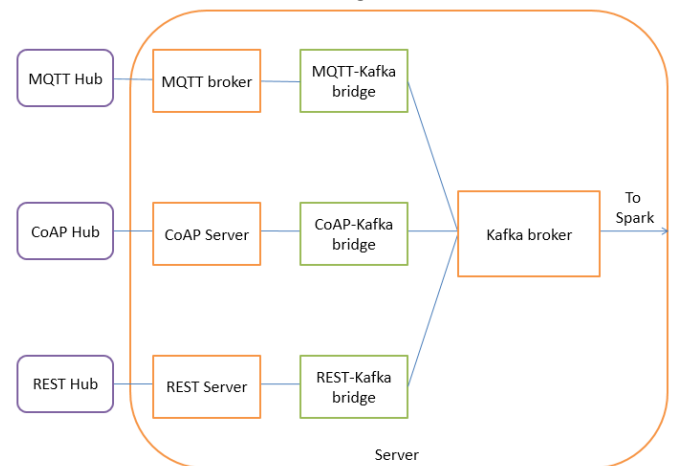 MQTT Hub
MQTT broker
MQTT-Kafka
bridge
CoAP Hub
CoAP Server
CoAP-Kafka
bridge
Kafka broker
To
Spark
REST Hub
REST Server
REST-Kafka
bridge
Server